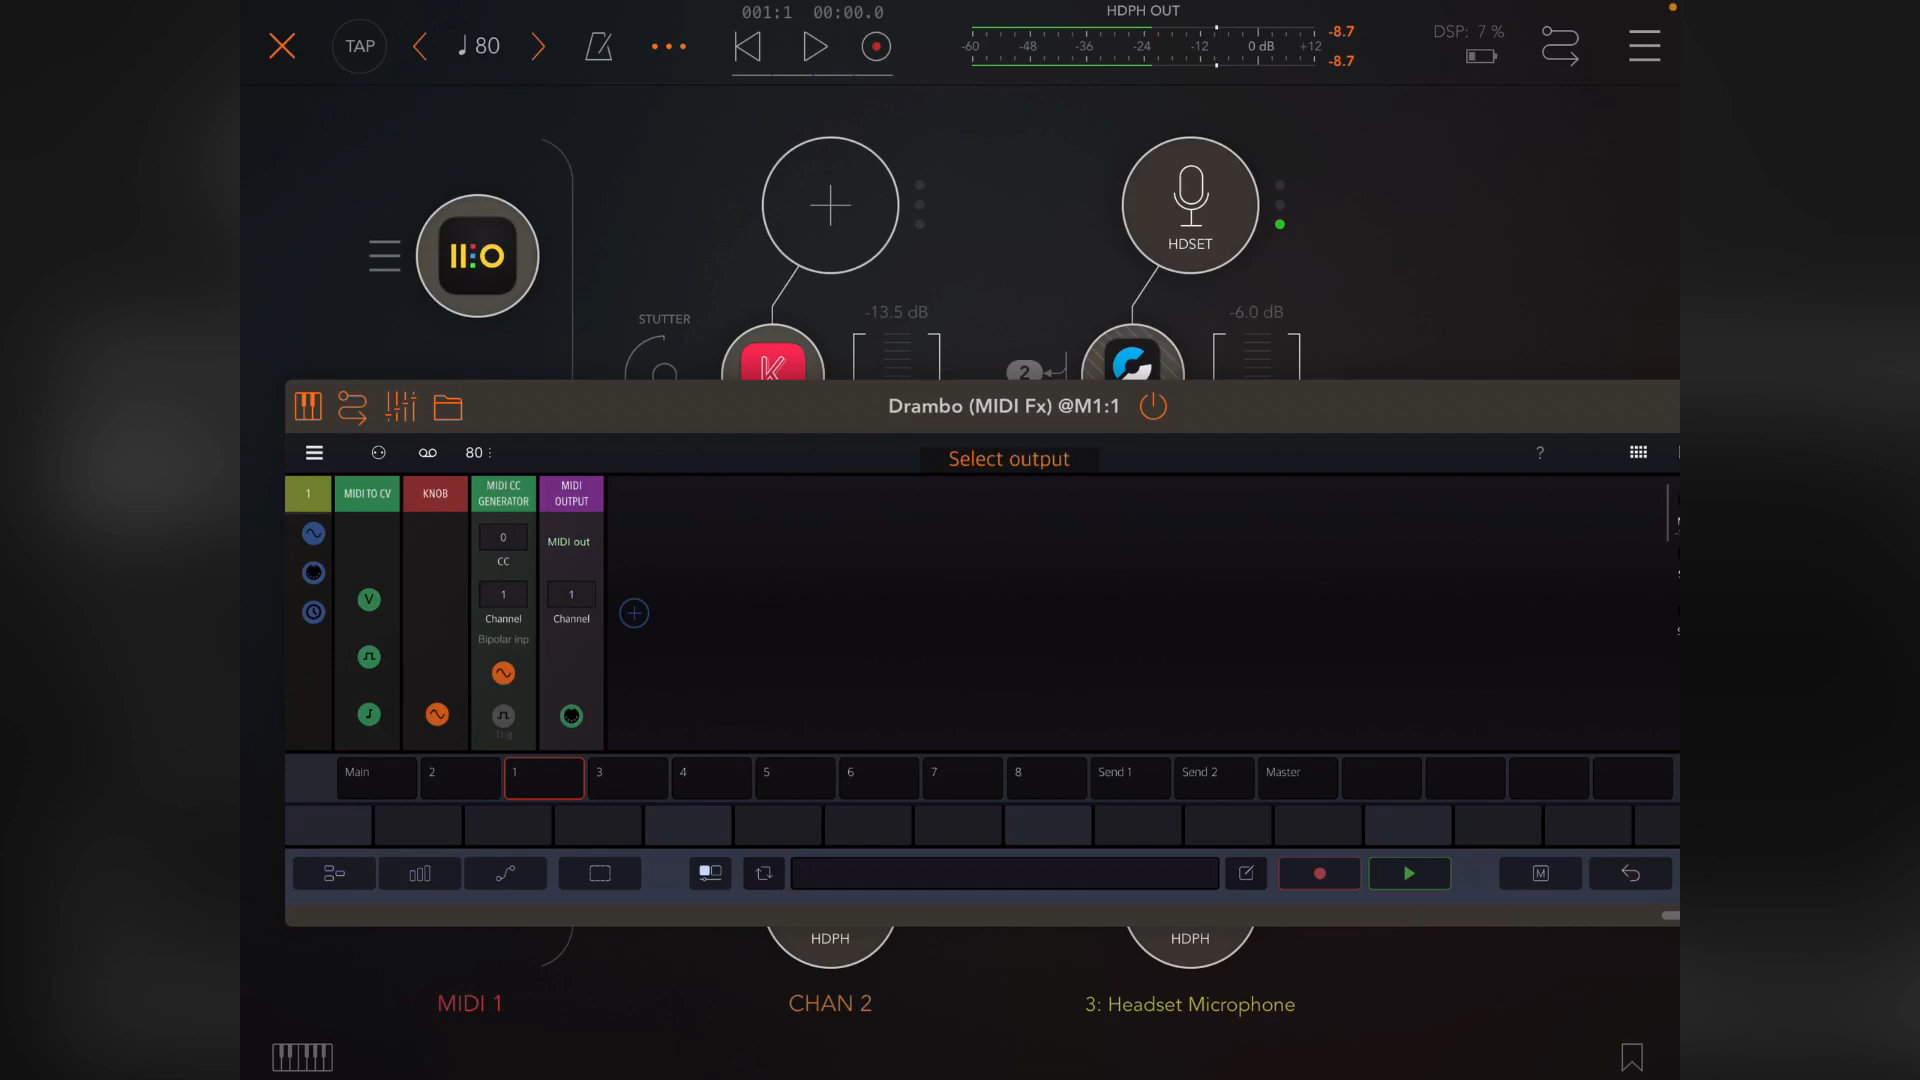 001:1 00:00.0
HDPH OUT
TAP
80
-60 -48 -36 -24 -12 0 dB +12
-8.7
-8.7
DSP: 7 %
HDSET
STUTTER
-13.5 dB
-6.0 dB
K
2
Drambo (MIDI Fx) @M1:1
80
Select output
?
1
MIDI TO CV
KNOB
MIDI CC
GENERATOR
MIDI
OUTPUT
0
CC
MIDI out
1
Channel
1
Channel
Bipolar inp
V
Trig
Main
2
1
3
4
5
6
7
8
Send 1
Send 2
Master
M
HDPH
HDPH
MIDI 1
CHAN 2
3: Headset Microphone